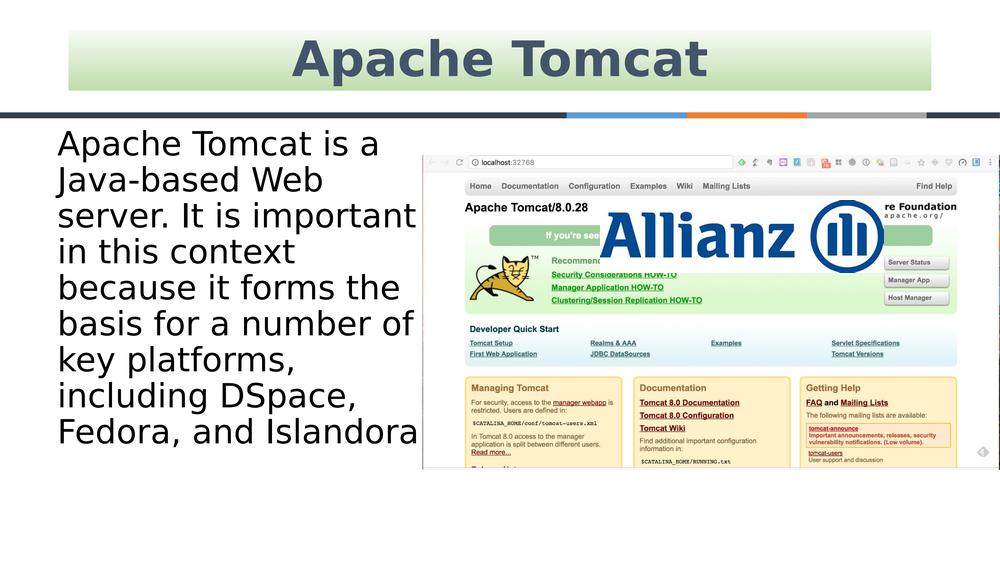 Apache Tomcat
Apache Tomcat is a
Java-based Web
server. It is important
in this context
because it forms the
basis for a number of
key platforms,
including DSpace,
Fedora, and Islandora
localhost:32768
Home Documentation Configuration Examples Wiki Mailing Lists Find Help
Apache Tomcat/8.0.28
re Foundation
apache.org/
If you're see
Allianz
TM
Security Considerations HOW-TO
Manager Application HOW-TO
Clustering/Session Replication HOW-TO
Server Status
Manager App
Host Manager
Developer Quick Start
Tomcat Setup Realms & AAA Examples Servlet Specifications
First Web Application JDBC DataSources Tomcat Versions
Managing Tomcat
For security, access to the manager webapp is
restricted. Users are defined in:
$CATALINA_HOME/conf/tomcat-users.xml
In Tomcat 8.0 access to the manager
application is split between different users.
Read more...
Documentation
Tomcat 8.0 Documentation
Tomcat 8.0 Configuration
Tomcat Wiki
Find additional important configuration
information in:
$CATALINA_HOME/RUNNING.txt
Getting Help
FAQ and Mailing Lists
The following mailing lists are available:
tomcat-announce
Important announcements, releases, security
vulnerability notifications. (Low volume).
tomcat-users
User support and discussion